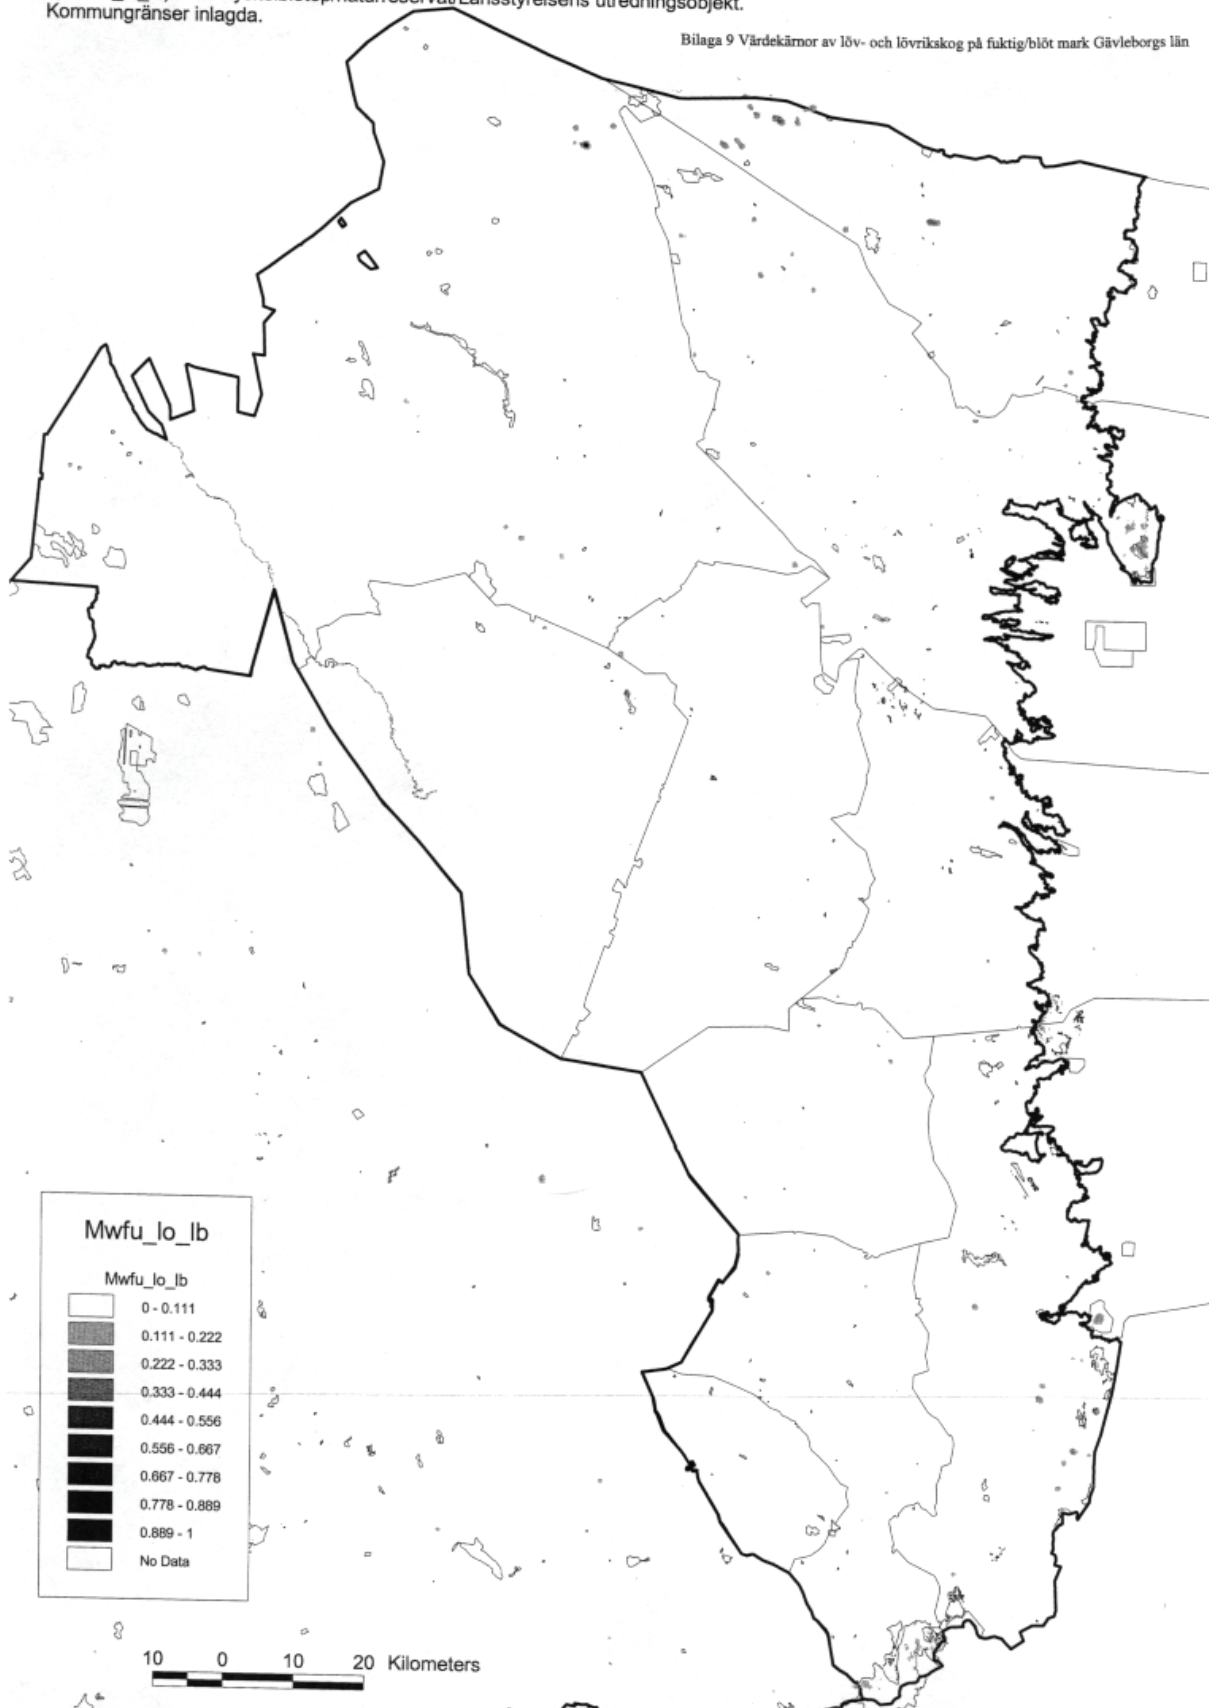 utredningsobjekt.
Kommungränser inlagda.
Bilaga 9 Värdekärnor av löv- och lövrikskog på fuktig/blöt mark Gävleborgs län
Mwfu_lo_lb
Mwfu_lo_lb
0 - 0.111
0.111 - 0.222
0.222 - 0.333
0.333 - 0.444
0.444 - 0.556
0.556 - 0.667
0.667 - 0.778
0.778 - 0.889
0.889 - 1
No Data
10 0 10 20 Kilometers